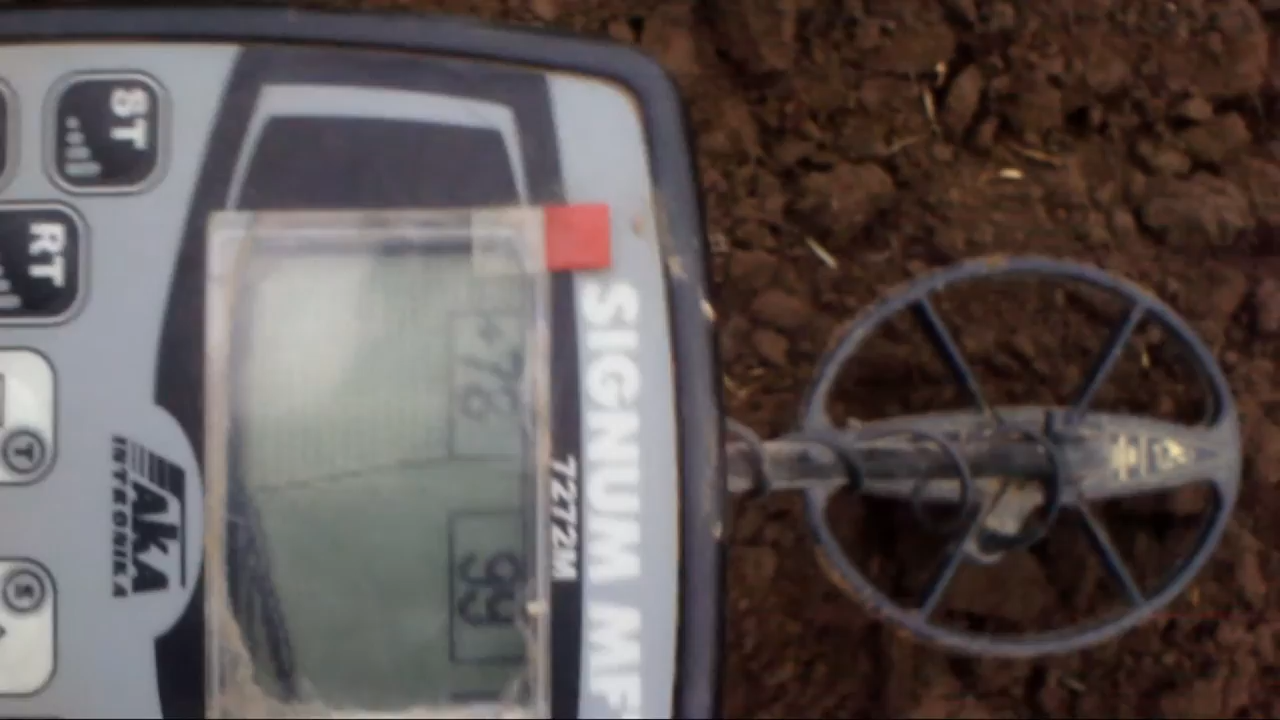 SIGNUM MF
7272M
+78
99
ST
RT
T
S
AKA
INTRONIKA